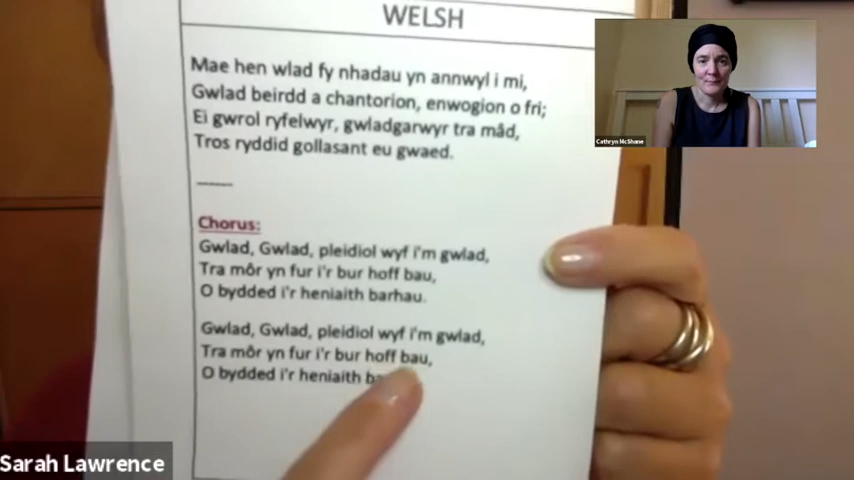 WELSH
Mae hen wlad fy nhadau yn annwyl i mi,
Gwlad beirdd a chantorion, enwogion o fri;
Ei gwrol ryfelwyr, gwladgarwyr tra mâd,
Tros ryddid gollasant eu gwaed.
-----
Chorus:
Gwlad, Gwlad, pleidiol wyf i'm gwlad,
Tra môr yn fur i'r bur hoff bau,
O bydded i'r heniaith barhau.
Gwlad, Gwlad, pleidiol wyf i'm gwlad,
Tra môr yn fur i'r bur hoff bau,
O bydded i'r heniaith
Cathryn McShane
Sarah Lawrence